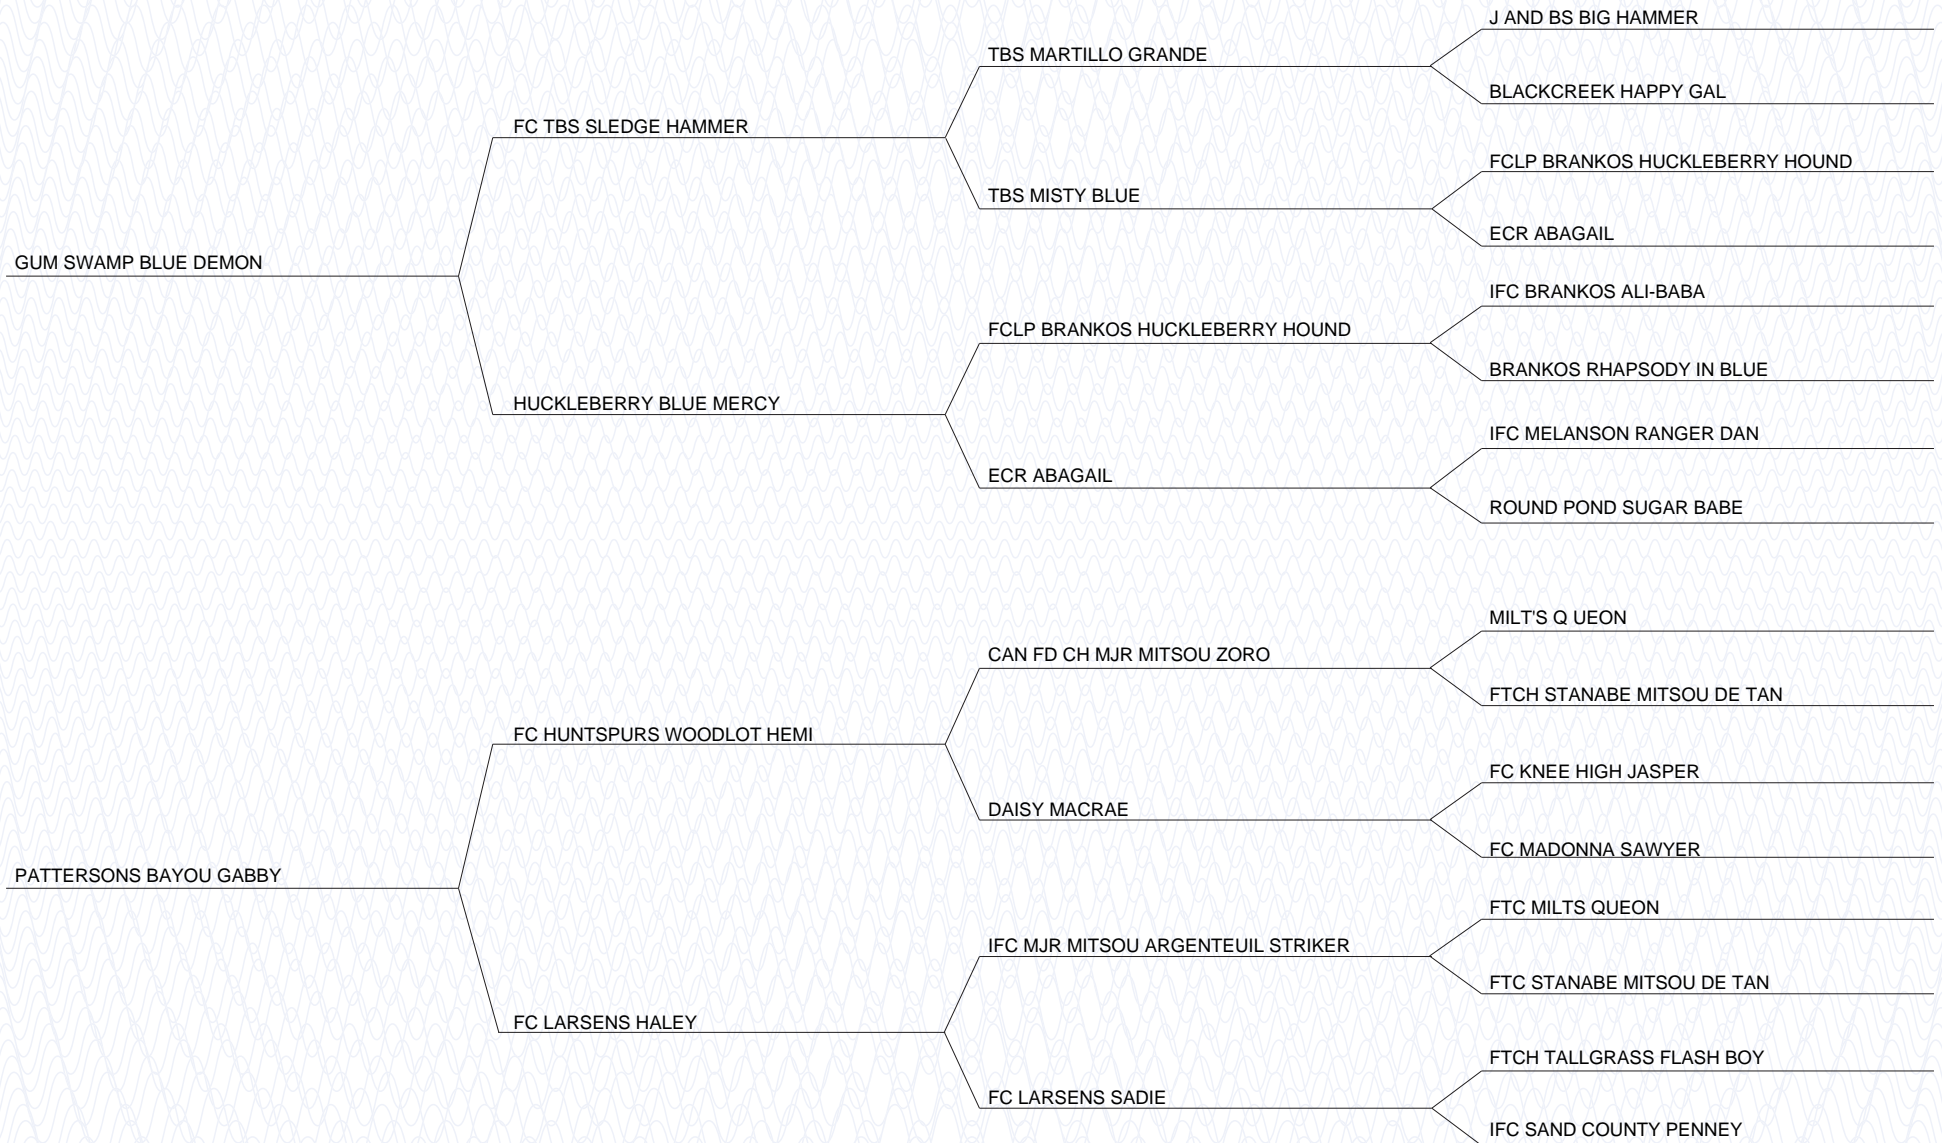 J AND BS BIG HAMMER
TBS MARTILLO GRANDE
BLACKCREEK HAPPY GAL
FC TBS SLEDGE HAMMER
FCLP BRANKOS HUCKLEBERRY HOUND
TBS MISTY BLUE
ECR ABAGAIL
GUM SWAMP BLUE DEMON
IFC BRANKOS ALI-BABA
FCLP BRANKOS HUCKLEBERRY HOUND
BRANKOS RHAPSODY IN BLUE
HUCKLEBERRY BLUE MERCY
IFC MELANSON RANGER DAN
ECR ABAGAIL
ROUND POND SUGAR BABE
MILT'S Q UEON
CAN FD CH MJR MITSOU ZORO
FTCH STANABE MITSOU DE TAN
FC HUNTSPURS WOODLOT HEMI
FC KNEE HIGH JASPER
DAISY MACRAE
FC MADONNA SAWYER
PATTERSONS BAYOU GABBY
FTC MILTS QUEON
IFC MJR MITSOU ARGENTEUIL STRIKER
FTC STANABE MITSOU DE TAN
FC LARSENS HALEY
FTCH TALLGRASS FLASH BOY
FC LARSENS SADIE
IFC SAND COUNTY PENNEY